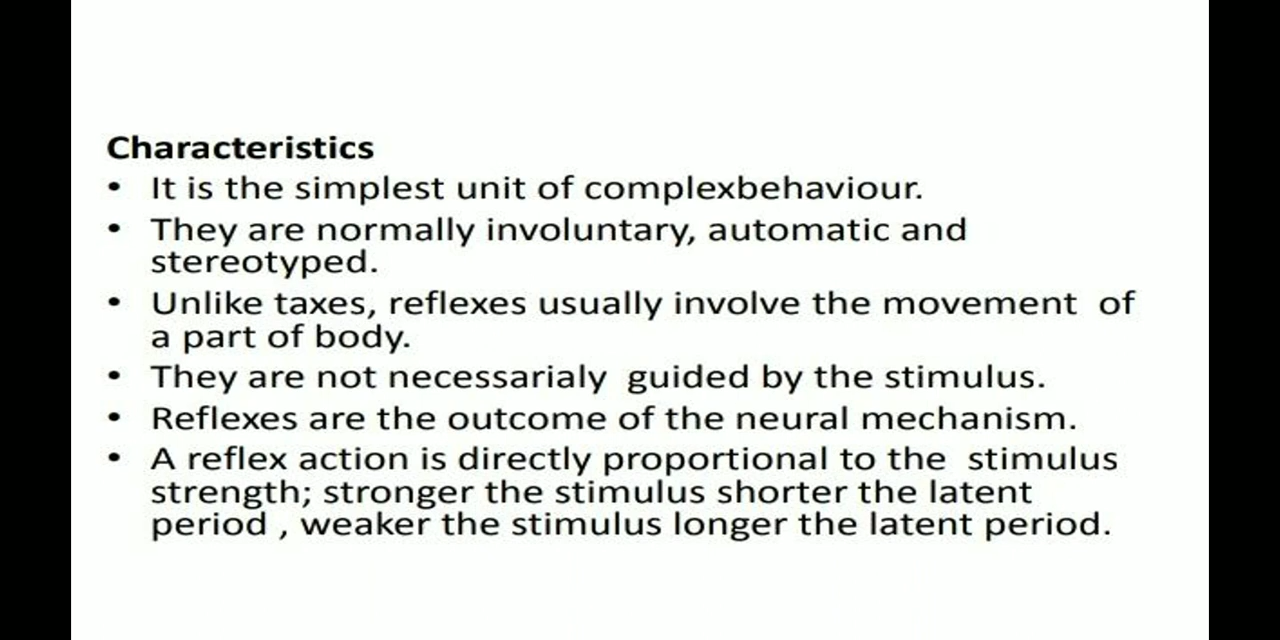 Characteristics
• It is the simplest unit of complexbehaviour.
• They are normally involuntary, automatic and
stereotyped.
• Unlike taxes, reflexes usually involve the movement of
a part of body.
• They are not necessarialy guided by the stimulus.
• Reflexes are the outcome of the neural mechanism.
• A reflex action is directly proportional to the stimulus
strength; stronger the stimulus shorter the latent
period , weaker the stimulus longer the latent period.